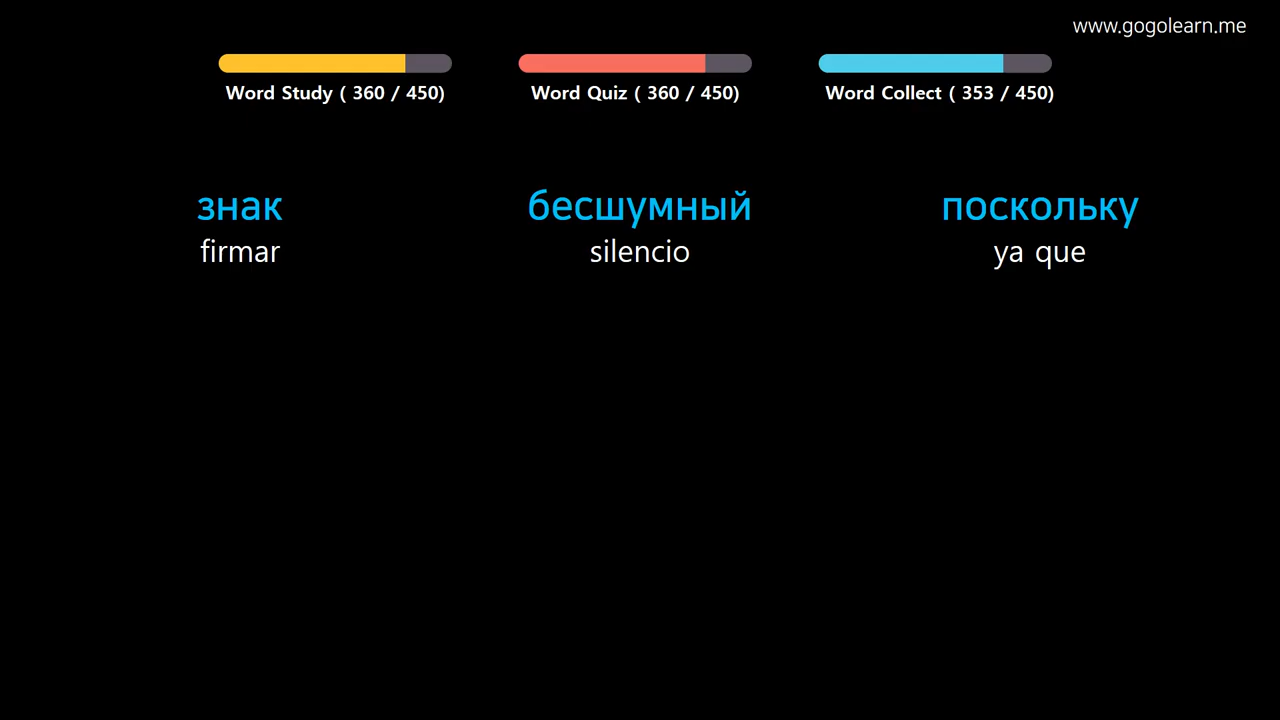 www.gogolearn.me
Word Study ( 360 / 450)
Word Quiz ( 360 / 450)
Word Collect ( 353 / 450)
знак
firmar
бесшумный
silencio
поскольку
ya que